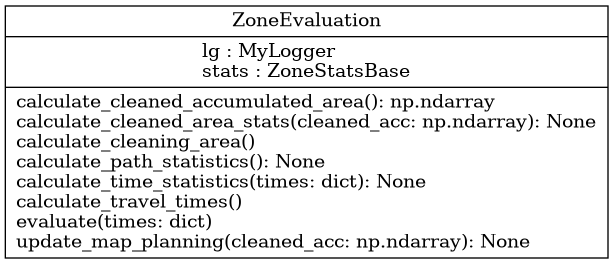 ZoneEvaluation
lg : MyLogger
stats : ZoneStatsBase
calculate_cleaned_accumulated_area(): np.ndarray
calculate_cleaned_area_stats(cleaned_acc: np.ndarray): None
calculate_cleaning_area()
calculate_path_statistics(): None
calculate_time_statistics(times: dict): None
calculate_travel_times()
evaluate(times: dict)
update_map_planning(cleaned_acc: np.ndarray): None